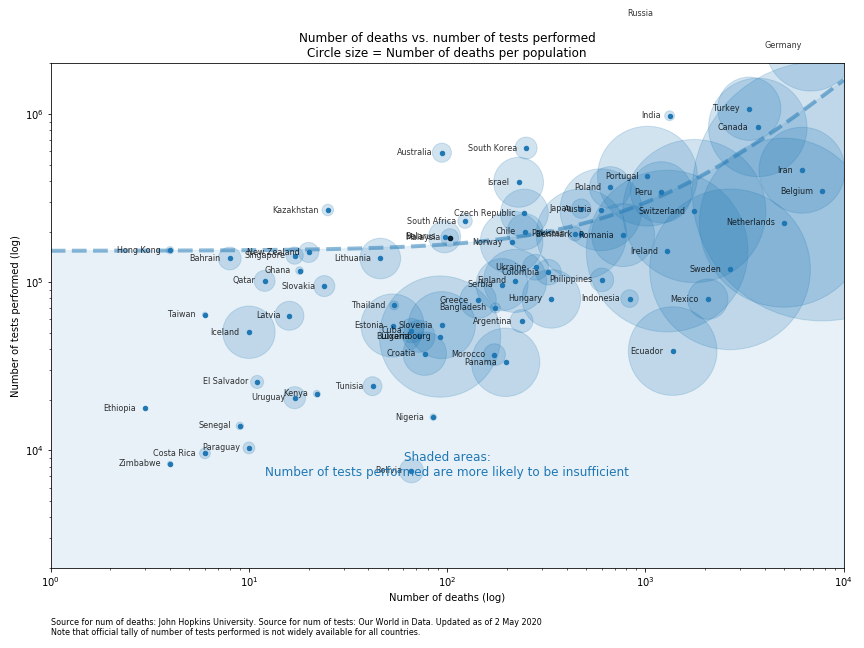 Russia
Germany
Number of deaths vs. number of tests performed
Circle size = Number of deaths per population
10⁶
Turkey
India
Canada
Australia
South Korea
Iran
Israel
Portugal
Poland
Peru
Belgium
Kazakhstan
Czech Republic
Japan
Austria
Switzerland
South Africa
Netherlands
Chile
Pakistan
Denmark
Romania
Belarus
Malaysia
Norway
Hong Kong
Bahrain
New Zealand
Singapore
Lithuania
Ireland
Ghana
Ukraine
Colombia
Sweden
10⁵
Qatar
Slovakia
Finland
Serbia
Philippines
Thailand
Greece
Bangladesh
Hungary
Indonesia
Mexico
Taiwan
Latvia
Argentina
Iceland
Estonia
Slovenia
Cuba
Luxembourg
Croatia
Morocco
Panama
Ecuador
El Salvador
Tunisia
Uruguay
Kenya
Ethiopia
Nigeria
Senegal
10⁴
Paraguay
Costa Rica
Zimbabwe
Bolivia
Shaded areas:
Number of tests performed are more likely to be insufficient
Number of tests performed (log)
10⁰
10¹
10²
10³
10⁴
Number of deaths (log)
Source for num of deaths: John Hopkins University. Source for num of tests: Our World in Data. Updated as of 2 May 2020
Note that official tally of number of tests performed is not widely available for all countries.